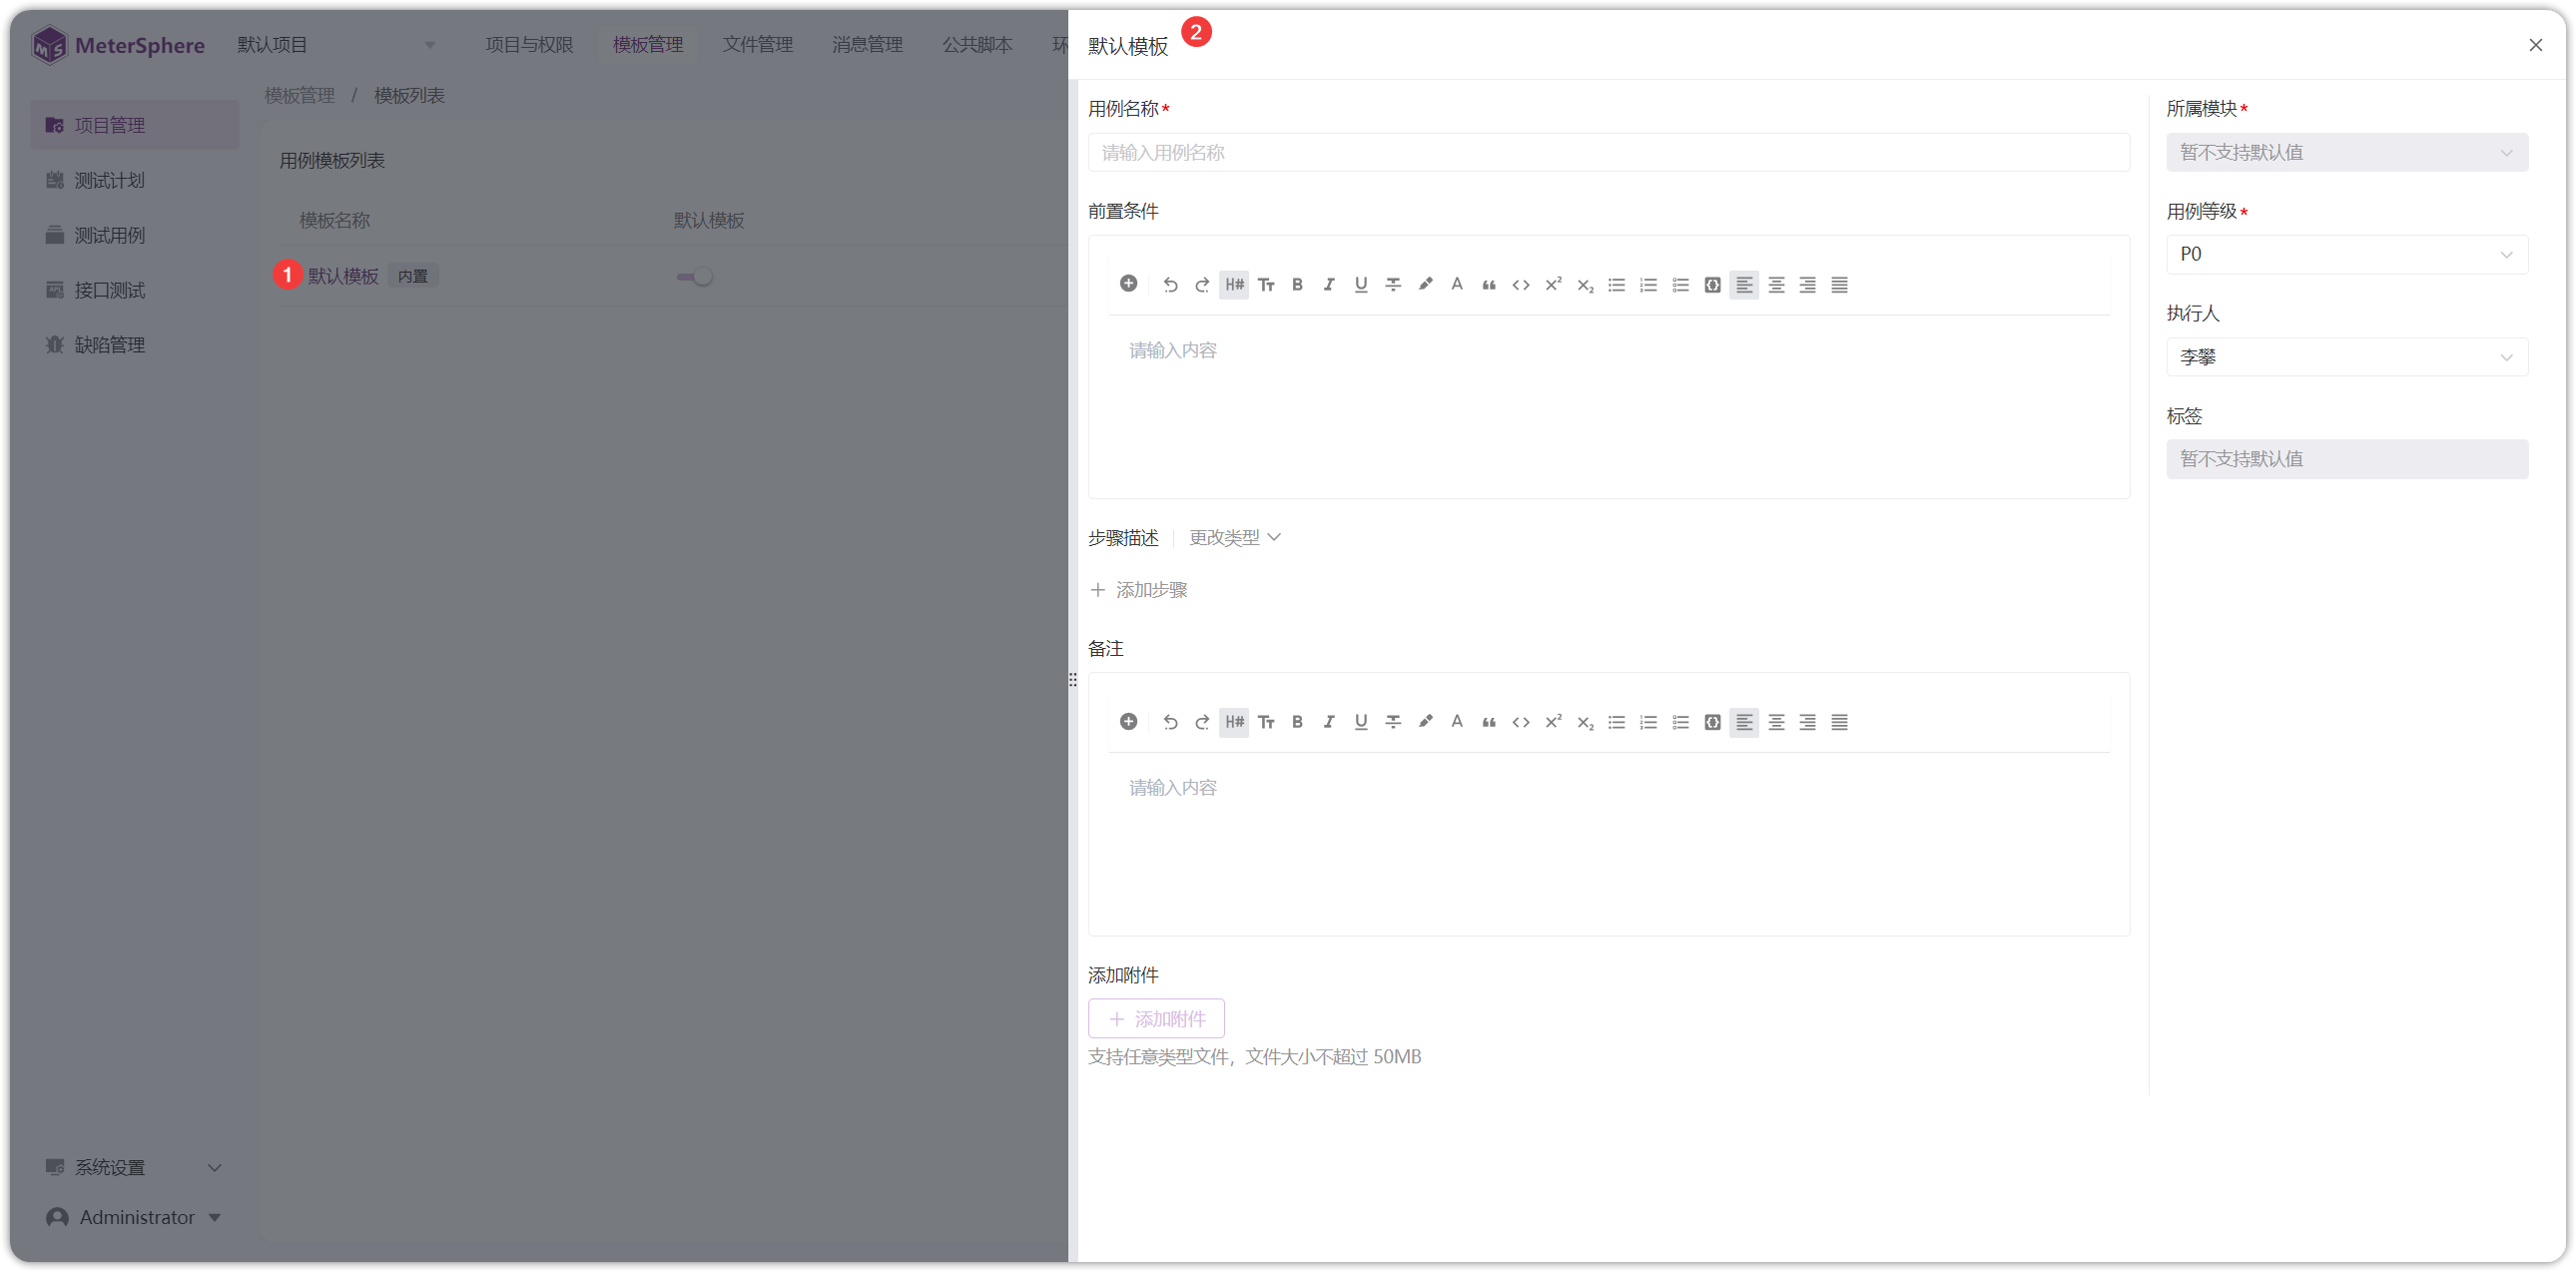 MeterSphere
默认项目
项目与权限
模板管理
文件管理
消息管理
公共脚本
环
项目管理
测试计划
测试用例
接口测试
缺陷管理
系统设置
Administrator
模板管理 / 模板列表
用例模板列表
模板名称
默认模板
1
默认模板
内置
默认模板
2
用例名称*
请输入用例名称
前置条件
请输入内容
步骤描述
更改类型
添加步骤
备注
请输入内容
添加附件
添加附件
支持任意类型文件，文件大小不超过 50MB
所属模块*
暂不支持默认值
用例等级*
P0
执行人
李攀
标签
暂不支持默认值